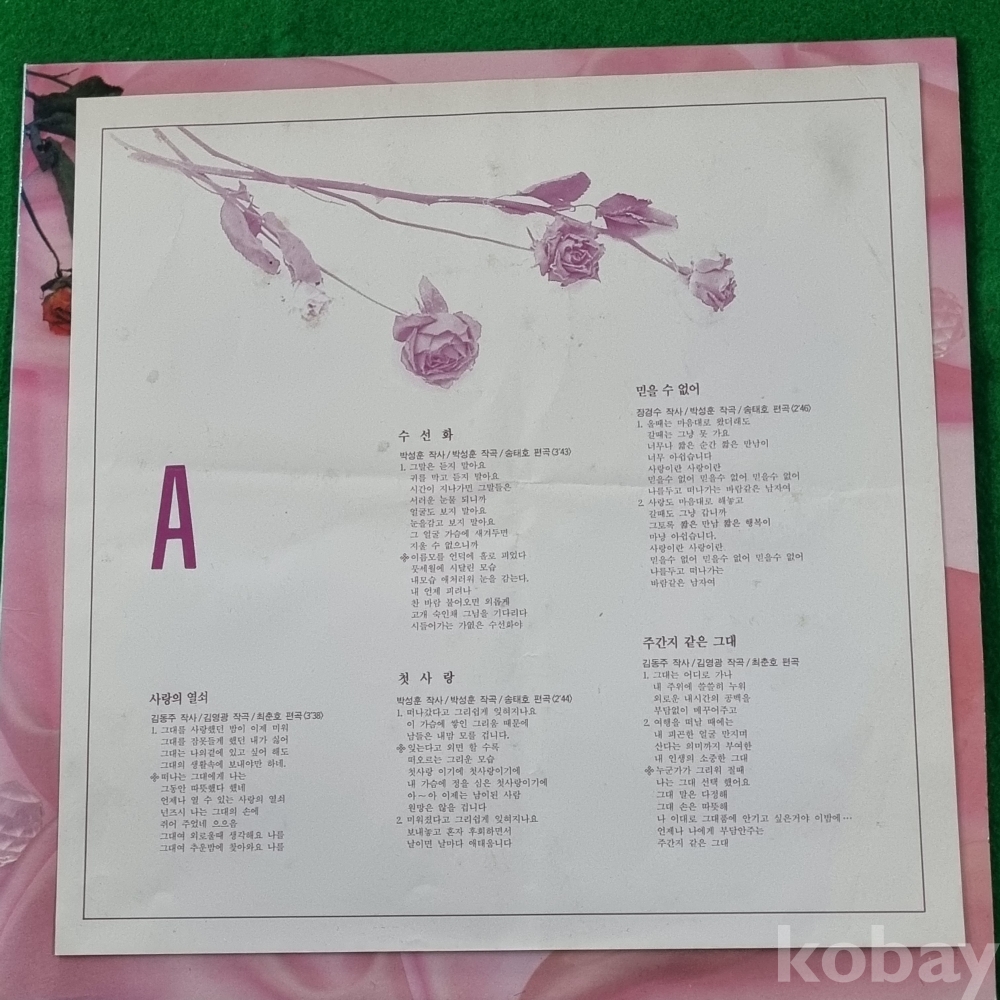 A
사랑의 열쇠
김동주 작사/김영광 작곡/최춘호 편곡(3'38)
1. 그대를 사랑했던 밤이 이제 미워
그대를 잠못들게 했던 내가 싫어
그대는 나의곁에 있고 싶어 해도
그대의 생활속에 보내야만 하네.
※떠나는 그대에게 나는
그동안 따뜻했다 했네
언제나 열 수 있는 사랑의 열쇠
넌즈시 나는 그대의 손에
쥐어 주었네 으으음
그대여 외로울때 생각해요 나를
그대여 추운밤에 찾아와요 나를
수 선 화
박성훈 작사/박성훈 작곡/송태호 편곡(3'43)
1. 그말은 듣지 말아요
귀를 막고 듣지 말아요
시간이 지나가면 그말들은
서러운 눈물 되니까
얼굴도 보지 말아요
눈을감고 보지 말아요
그 얼굴 가슴에 새겨두면
지울 수 없으니까
※이름모를 언덕에 홀로 피었다
뭇세월에 시달린 모습
내모습 애처러워 눈을 감는다.
내 언제 피려나
찬 바람 불어오면 외롭게
고개 숙인채 그님을 기다리다
시들어가는 가엾은 수선화야
첫 사 랑
박성훈 작사/박성훈 작곡/송태호 편곡(2'44)
1. 떠나갔다고 그리쉽게 잊혀지나요
이 가슴에 쌓인 그리움 때문에
남들은 내맘 모를 겁니다.
※잊는다고 외면 할 수록
떠오르는 그리운 모습
첫사랑 이기에 첫사랑이기에
내 가슴에 정을 심은 첫사랑이기에
아~아 이제는 남이된 사람
원망은 않을 겁니다
2. 미워졌다고 그리쉽게 잊혀지나요
보내놓고 혼자 후회하면서
날이면 날마다 애태웁니다
믿을 수 없어
장경수 작사/박성훈 작곡/송태호 편곡(2'46)
1. 올때는 마음대로 왔더래도
갈때는 그냥 못 가요
너무나 짧은 순간 짧은 만남이
너무 아쉽습니다
사랑이란 사랑이란
믿을수 없어 믿을수 없어 믿을수 없어
나를두고 떠나가는 바람같은 남자여
2. 사랑도 마음대로 해놓고
갈때도 그냥 갑니까
그토록 짧은 만남 짧은 행복이
마냥 아쉽습니다.
사랑이란 사랑이란
믿을수 없어 믿을수 없어 믿을수 없어
나를두고 떠나가는
바람같은 남자여
주간지 같은 그대
김동주 작사/김영광 작곡/최춘호 편곡
1. 그대는 어디로 가나
내 주위에 쓸쓸히 누워
외로운 내시간의 공백을
부담없이 메꾸어주고
2. 여행을 떠날 때에는
내 피곤한 얼굴 만지며
산다는 의미까지 부여한
내 인생의 소중한 그대
※누군가가 그리워 질때
나는 그대 선택 했어요
그대 말은 다정해
그대 손은 따뜻해
나 이대로 그대품에 안기고 싶은거야 이밤에…
언제나 나에게 부담안주는
주간지 같은 그대
kobay